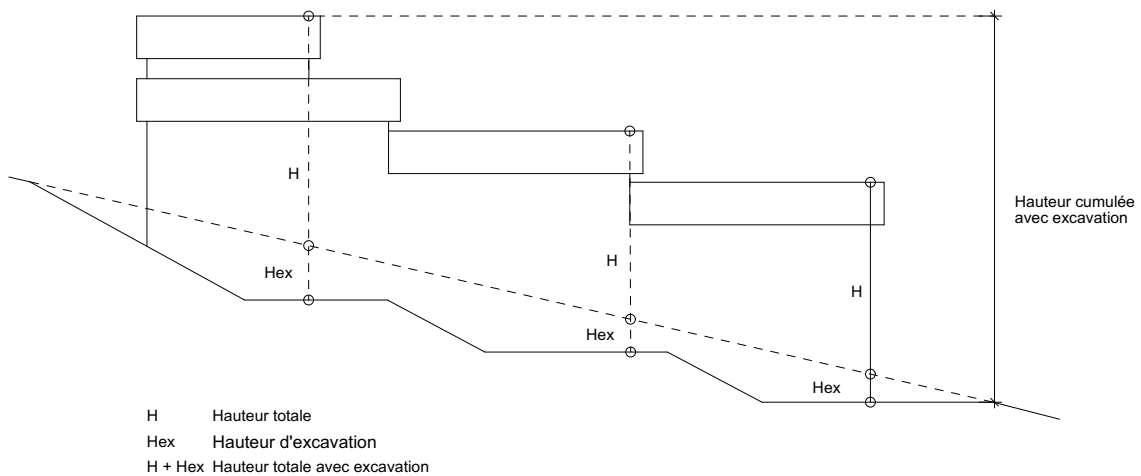 H
Hauteur cumulée
avec excavation
H
Hex
H
Hex
Hex
H Hauteur totale
Hex Hauteur d'excavation
H + Hex Hauteur totale avec excavation